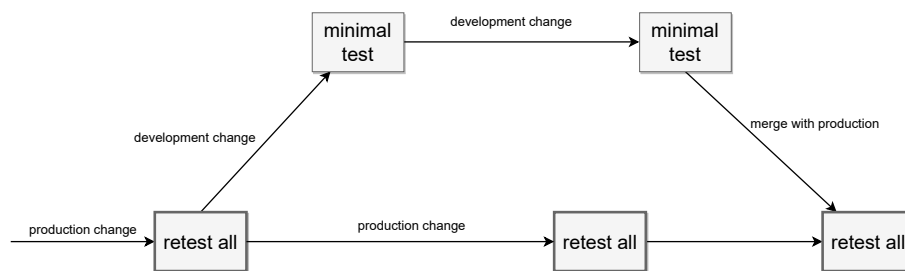 minimal
test
development change
minimal
test
development change
merge with production
production change
retest all
production change
retest all
retest all